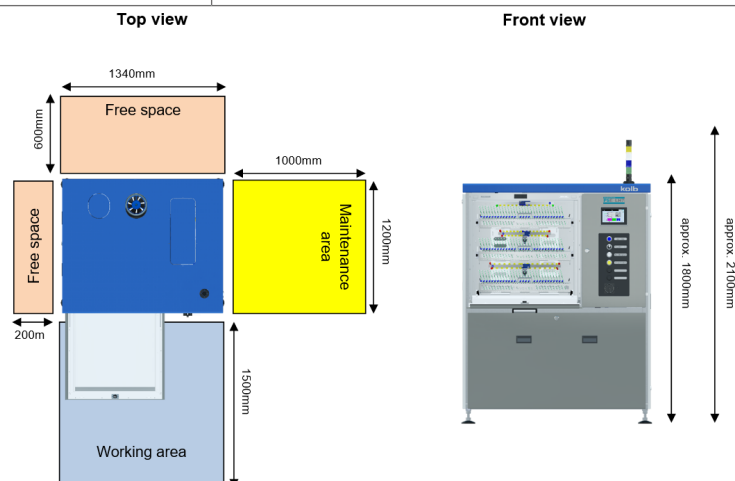 Top view
Front view
1340mm
Free space
600mm
1000mm
Free space
Maintenance
area
1200mm
200m
1500mm
Working area
kolb
approx. 1800mm
approx. 2100mm